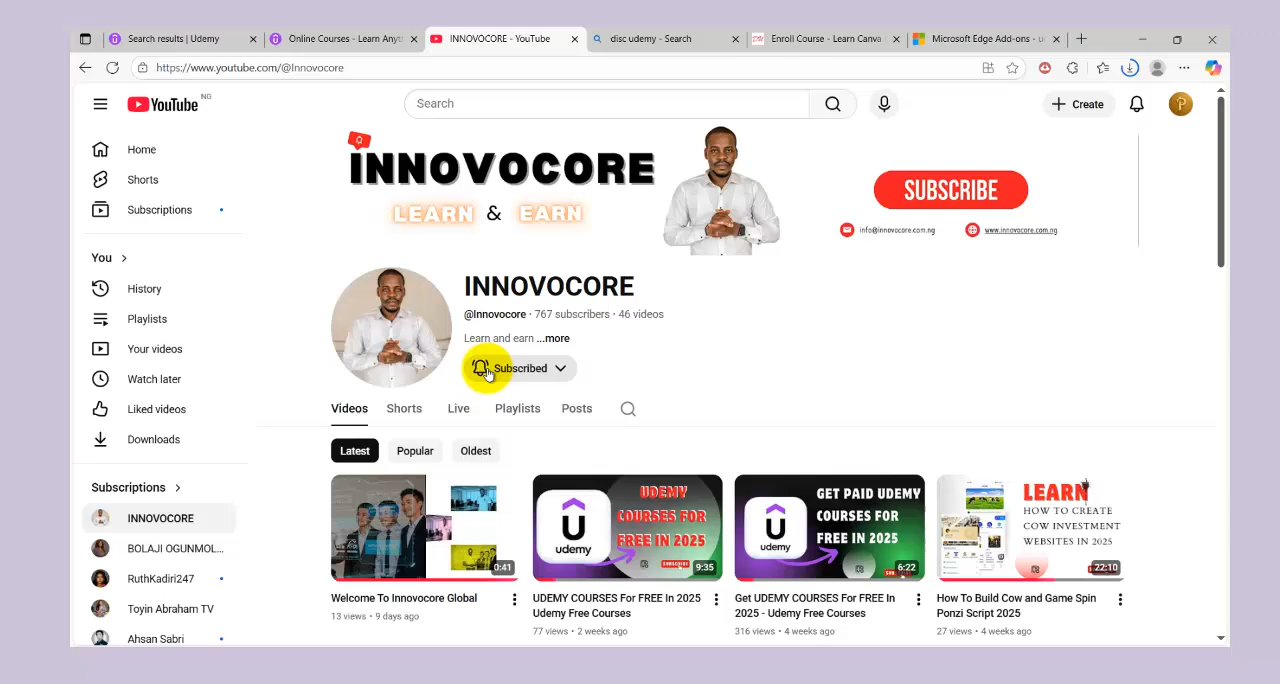 Search results | Udemy
Online Courses - Learn Anyt
INNOVOCORE - YouTube
disc udemy - Search
Enroll Course - Learn Canva
Microsoft Edge Add-ons - u
https://www.youtube.com/@Innovocore
YouTube NG
Search
Create
P
INNOVOCORE
LEARN & EARN
SUBSCRIBE
info@innovocore.com.ng
www.innovocore.com.ng
Home
Shorts
Subscriptions
You
History
Playlists
Your videos
Watch later
Liked videos
Downloads
Subscriptions
INNOVOCORE
BOLAJI OGUNMOL...
RuthKadiri247
Toyin Abraham TV
Ahsan Sabri
INNOVOCORE
@Innovocore · 767 subscribers · 46 videos
Learn and earn ...more
Subscribed
Videos
Shorts
Live
Playlists
Posts
Latest
Popular
Oldest
0:41
Welcome To Innovocore Global
13 views • 9 days ago
udemy
UDEMY
COURSES FOR
FREE IN 2025
SUBSCRIBE
9:35
UDEMY COURSES For FREE IN 2025
Udemy Free Courses
77 views • 2 weeks ago
udemy
GET PAID UDEMY
COURSES FOR
FREE IN 2025
6:22
Get UDEMY COURSES For FREE In
2025 - Udemy Free Courses
316 views • 4 weeks ago
LEARN
HOW TO CREATE
COW INVESTMENT
WEBSITES IN 2025
22:10
How To Build Cow and Game Spin
Ponzi Script 2025
27 views • 4 weeks ago